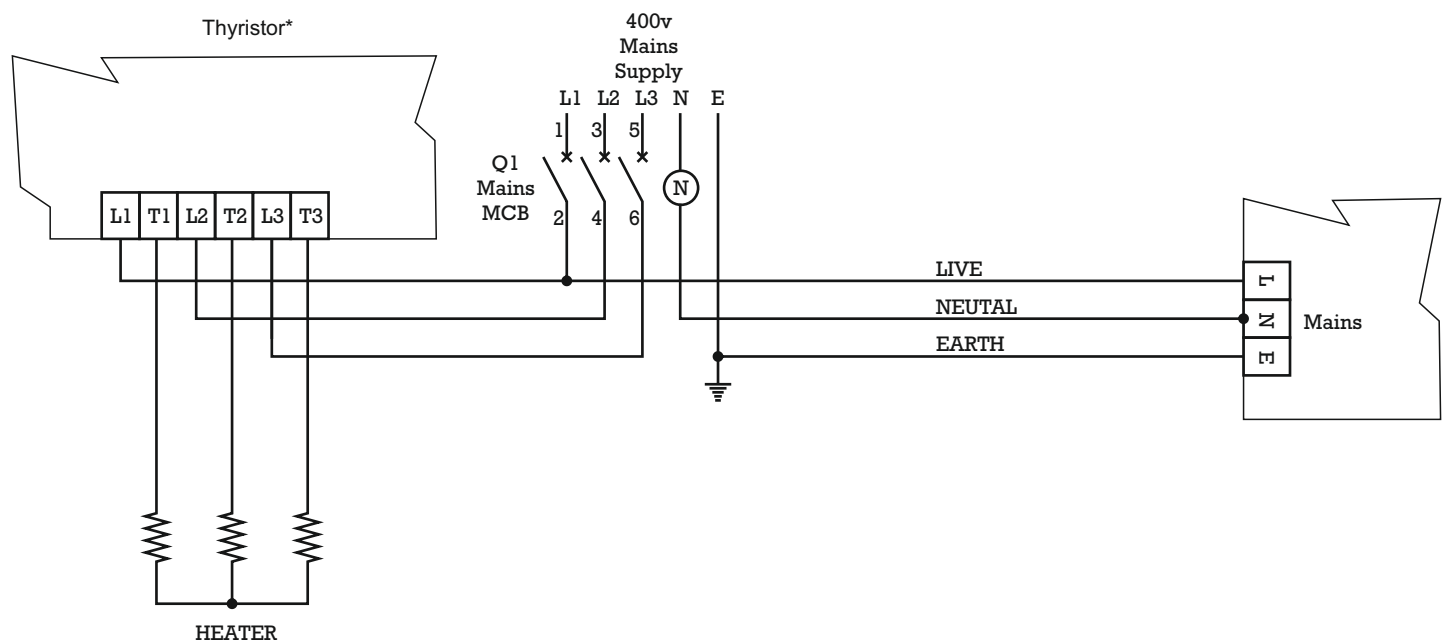 Thyristor*
400v
Mains
Supply
L1 L2 L3 N E
1 3 5
Q1
Mains
MCB
N
2 4 6
L1 T1 L2 T2 L3 T3
LIVE
NEUTAL
EARTH
L
N
E
Mains
HEATER